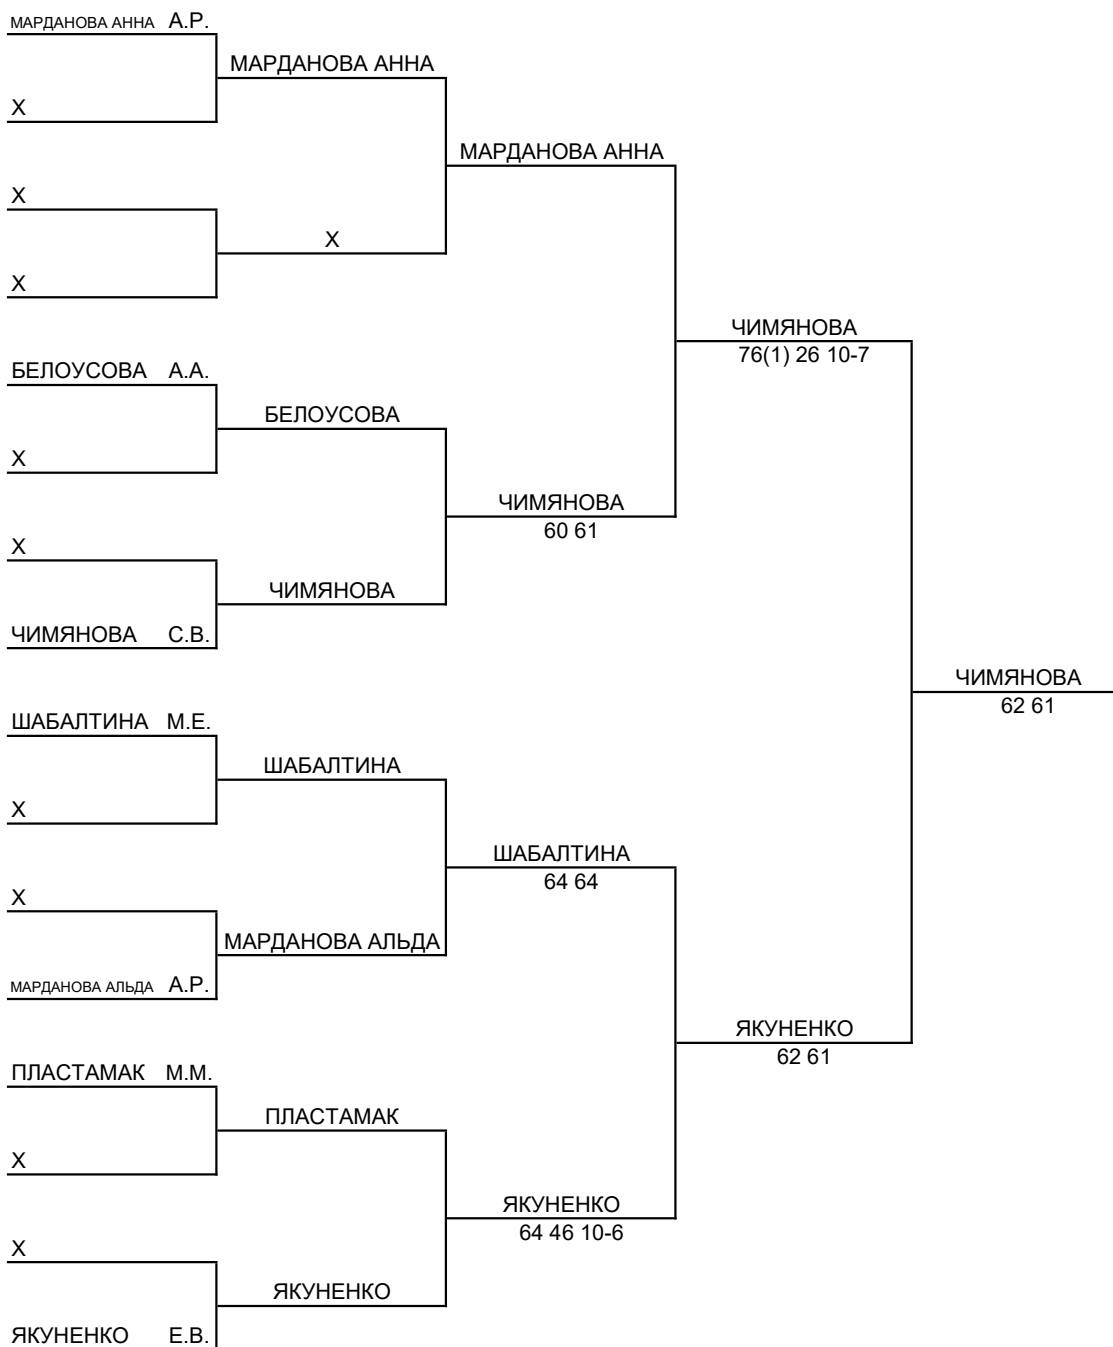 МАРДАНОВА АННА А.Р.
МАРДАНОВА АННА
X
МАРДАНОВА АННА
X
X
X
ЧИМЯНОВА
76(1) 26 10-7
БЕЛОУСОВА А.А.
БЕЛОУСОВА
X
ЧИМЯНОВА
60 61
X
ЧИМЯНОВА
ЧИМЯНОВА С.В.
ЧИМЯНОВА
62 61
ШАБАЛТИНА М.Е.
ШАБАЛТИНА
X
ШАБАЛТИНА
64 64
X
МАРДАНОВА АЛЬДА
МАРДАНОВА АЛЬДА А.Р.
ЯКУНЕНКО
62 61
ПЛАСТАМАК М.М.
ПЛАСТАМАК
X
ЯКУНЕНКО
64 46 10-6
X
ЯКУНЕНКО
ЯКУНЕНКО Е.В.